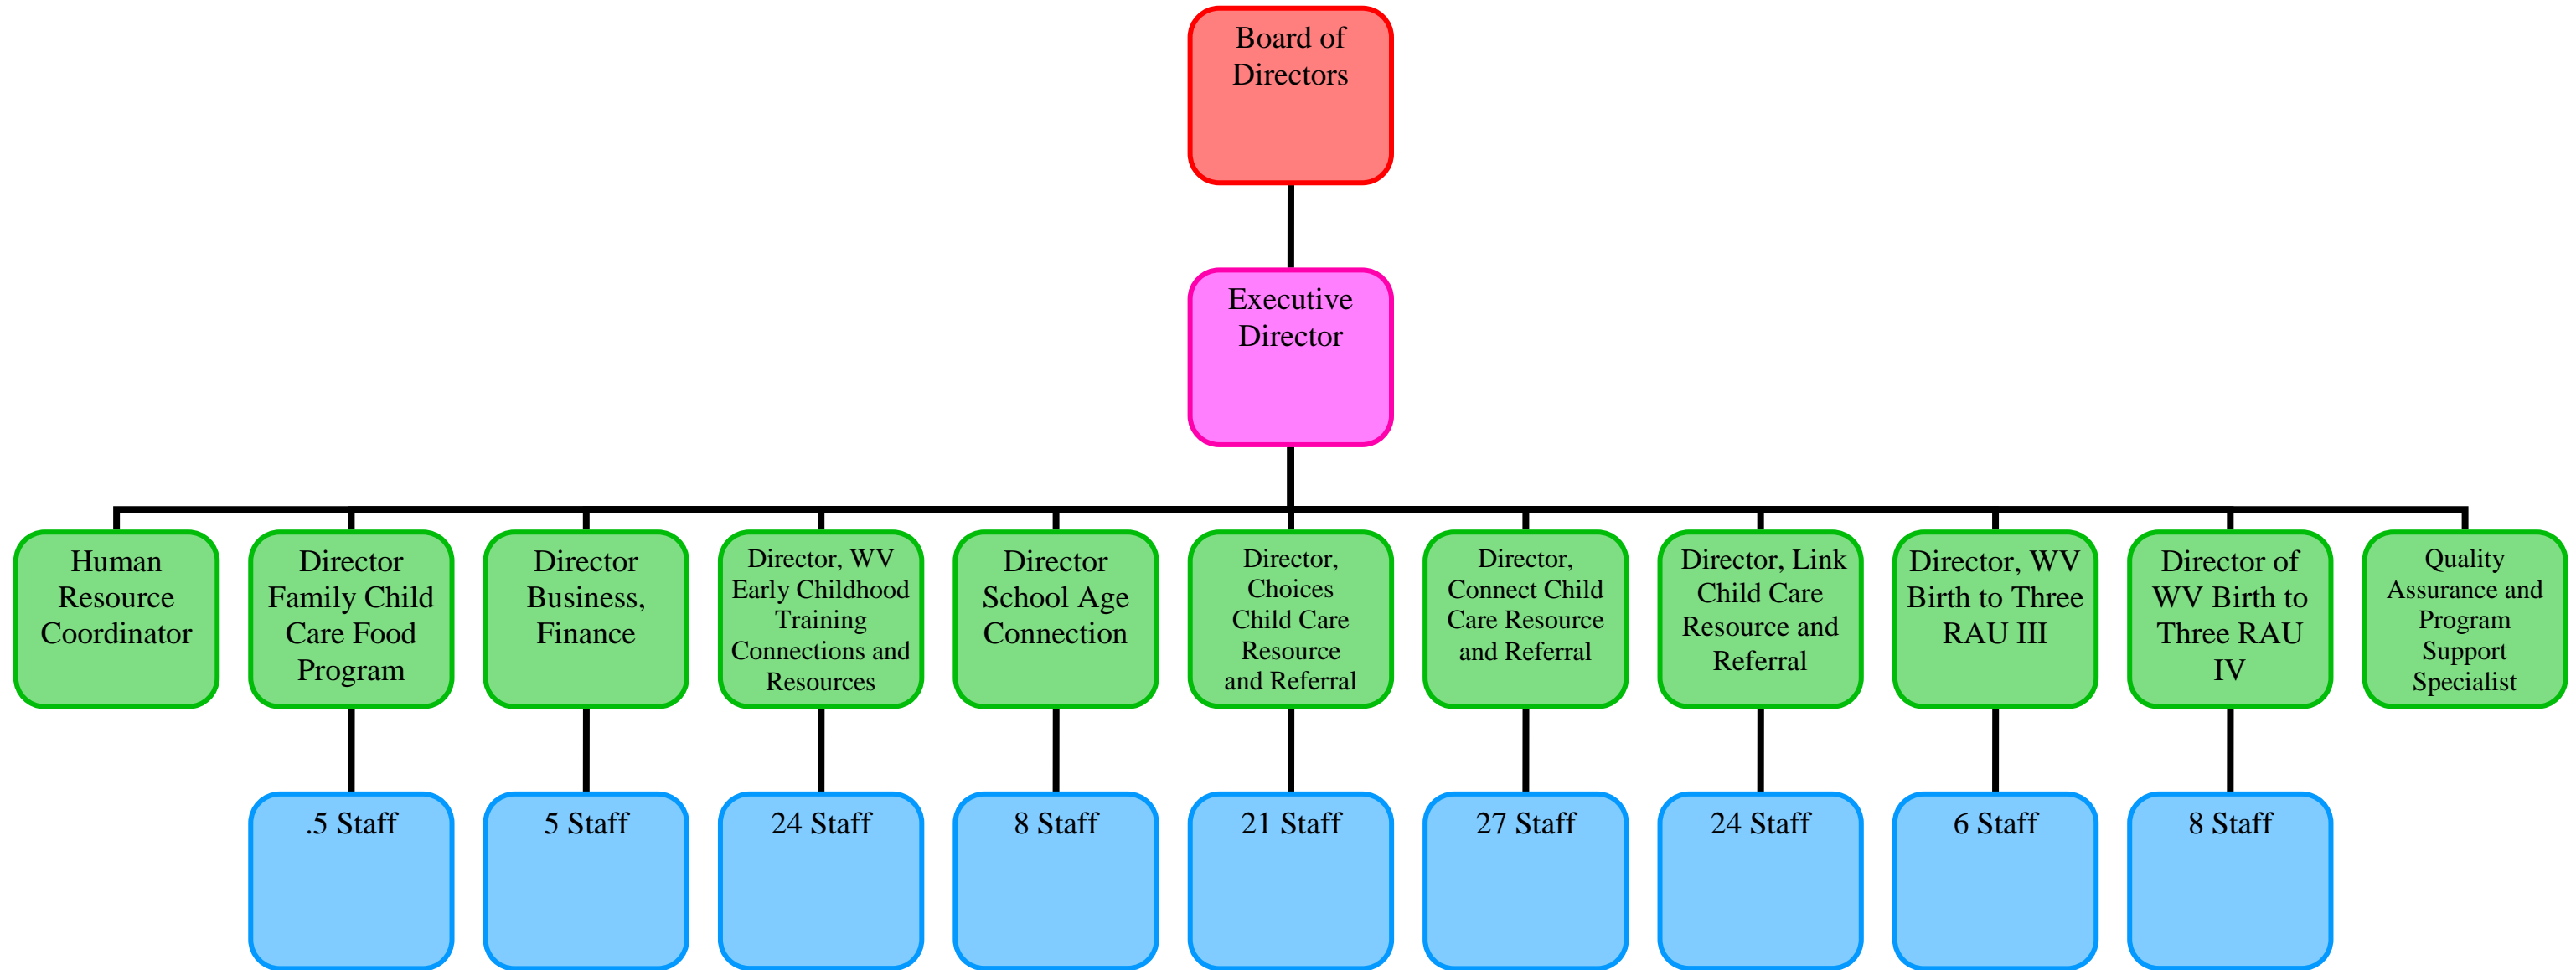 Board of
Directors
Executive
Director
Human
Resource
Coordinator
Director
Family Child
Care Food
Program
Director
Business,
Finance
Director, WV
Early Childhood
Training
Connections and
Resources
Director
School Age
Connection
Director,
Choices
Child Care
Resource
and Referral
Director,
Connect Child
Care Resource
and Referral
Director, Link
Child Care
Resource and
Referral
Director, WV
Birth to Three
RAU III
Director of
WV Birth to
Three RAU
IV
Quality
Assurance and
Program
Support
Specialist
.5 Staff
5 Staff
24 Staff
8 Staff
21 Staff
27 Staff
24 Staff
6 Staff
8 Staff